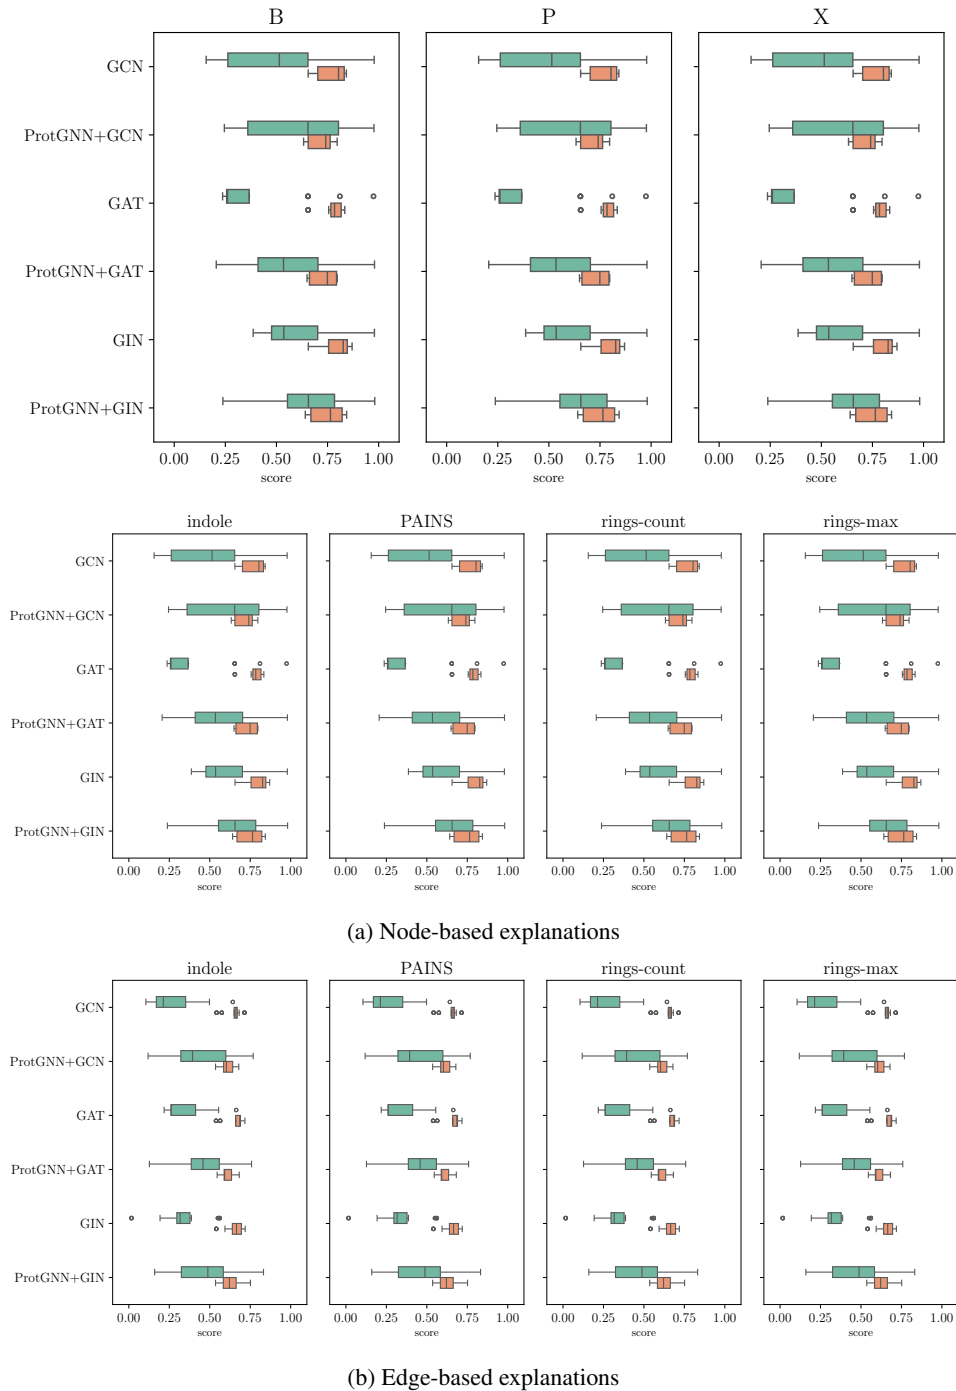 B P X
GCN
ProtGNN+GCN
GAT
ProtGNN+GAT
GIN
ProtGNN+GIN
0.00 0.25 0.50 0.75 1.00 0.00 0.25 0.50 0.75 1.00 0.00 0.25 0.50 0.75 1.00
score score score
indole PAINS rings-count rings-max
GCN
ProtGNN+GCN
GAT
ProtGNN+GAT
GIN
ProtGNN+GIN
0.00 0.25 0.50 0.75 1.00 0.00 0.25 0.50 0.75 1.00 0.00 0.25 0.50 0.75 1.00 0.00 0.25 0.50 0.75 1.00
score score score score
(a) Node-based explanations
indole PAINS rings-count rings-max
GCN
ProtGNN+GCN
GAT
ProtGNN+GAT
GIN
ProtGNN+GIN
0.00 0.25 0.50 0.75 1.00 0.00 0.25 0.50 0.75 1.00 0.00 0.25 0.50 0.75 1.00 0.00 0.25 0.50 0.75 1.00
score score score score
(b) Edge-based explanations